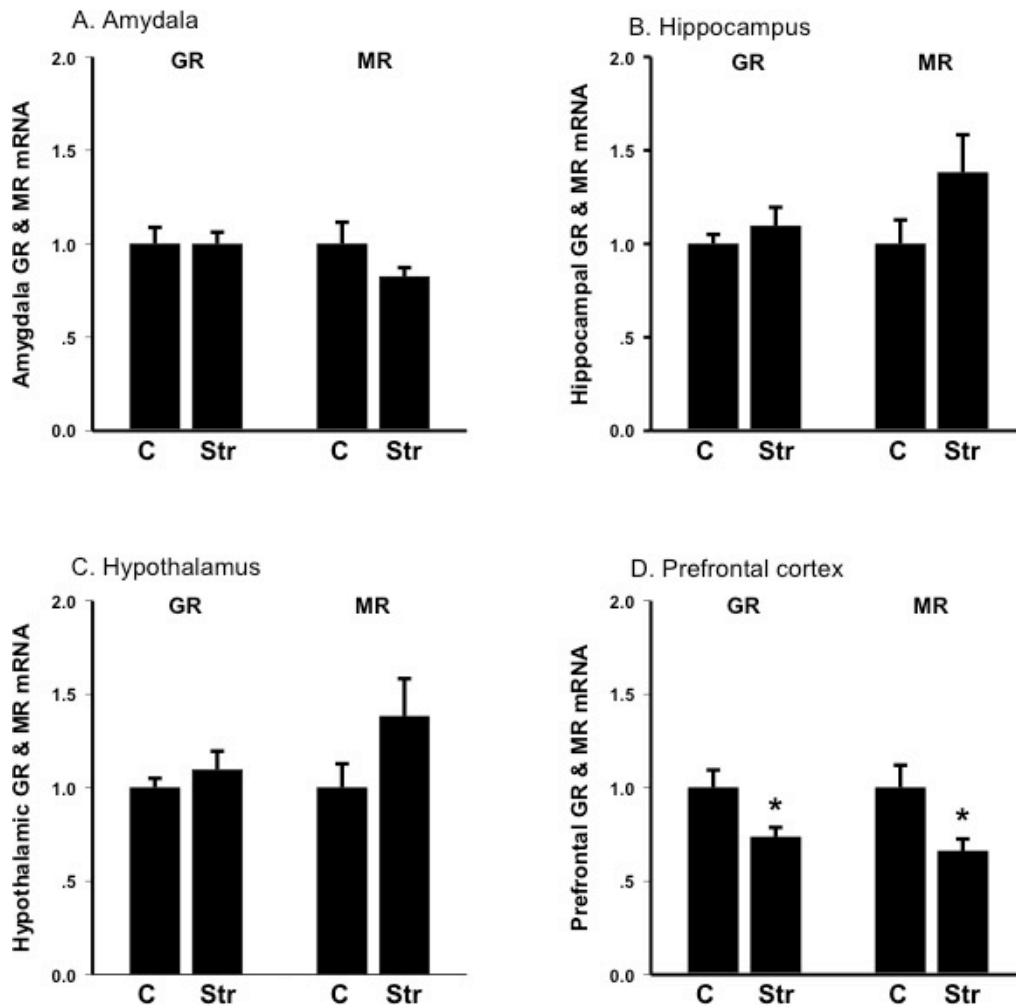 A. Amydala
GR MR
2.0
1.5
1.0
.5
0.0
Amygdala GR & MR mRNA
C Str C Str
B. Hippocampus
GR MR
2.0
1.5
1.0
.5
0.0
Hippocampal GR & MR mRNA
C Str C Str
C. Hypothalamus
GR MR
2.0
1.5
1.0
.5
0.0
Hypothalamic GR & MR mRNA
C Str C Str
D. Prefrontal cortex
GR MR
2.0
1.5
1.0
.5
0.0
Prefrontal GR & MR mRNA
* *
C Str C Str